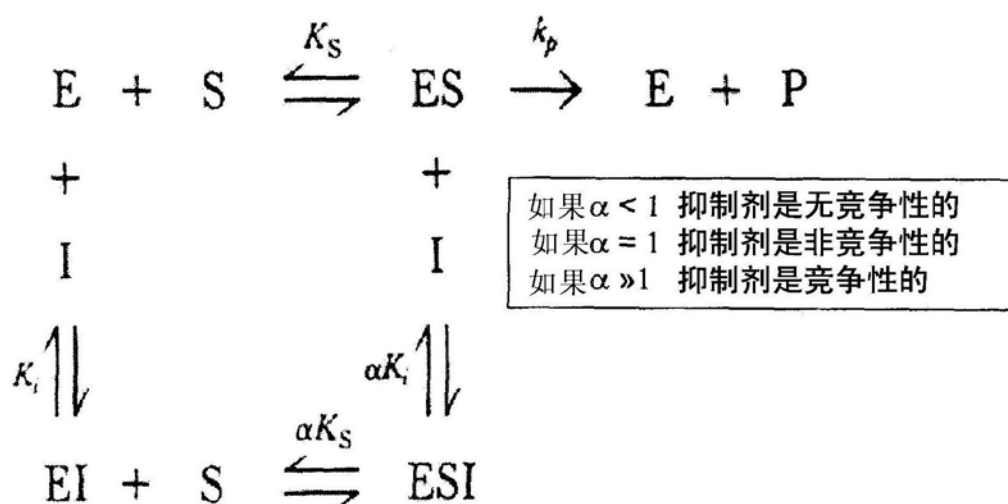 K_S k_p
E + S ⇌ ES → E + P
+ +
I I
如果α < 1 抑制剂是无竞争性的
如果α = 1 抑制剂是非竞争性的
如果α »1 抑制剂是竞争性的
K_i αK_i
αK_S
EI + S ⇌ ESI